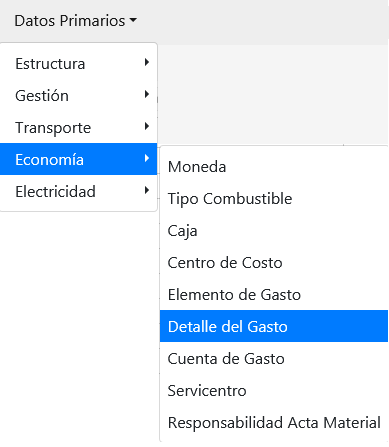 Datos Primarios
Estructura
Gestión
Transporte
Economía
Electricidad
Moneda
Tipo Combustible
Caja
Centro de Costo
Elemento de Gasto
Detalle del Gasto
Cuenta de Gasto
Servicentro
Responsabilidad Acta Material